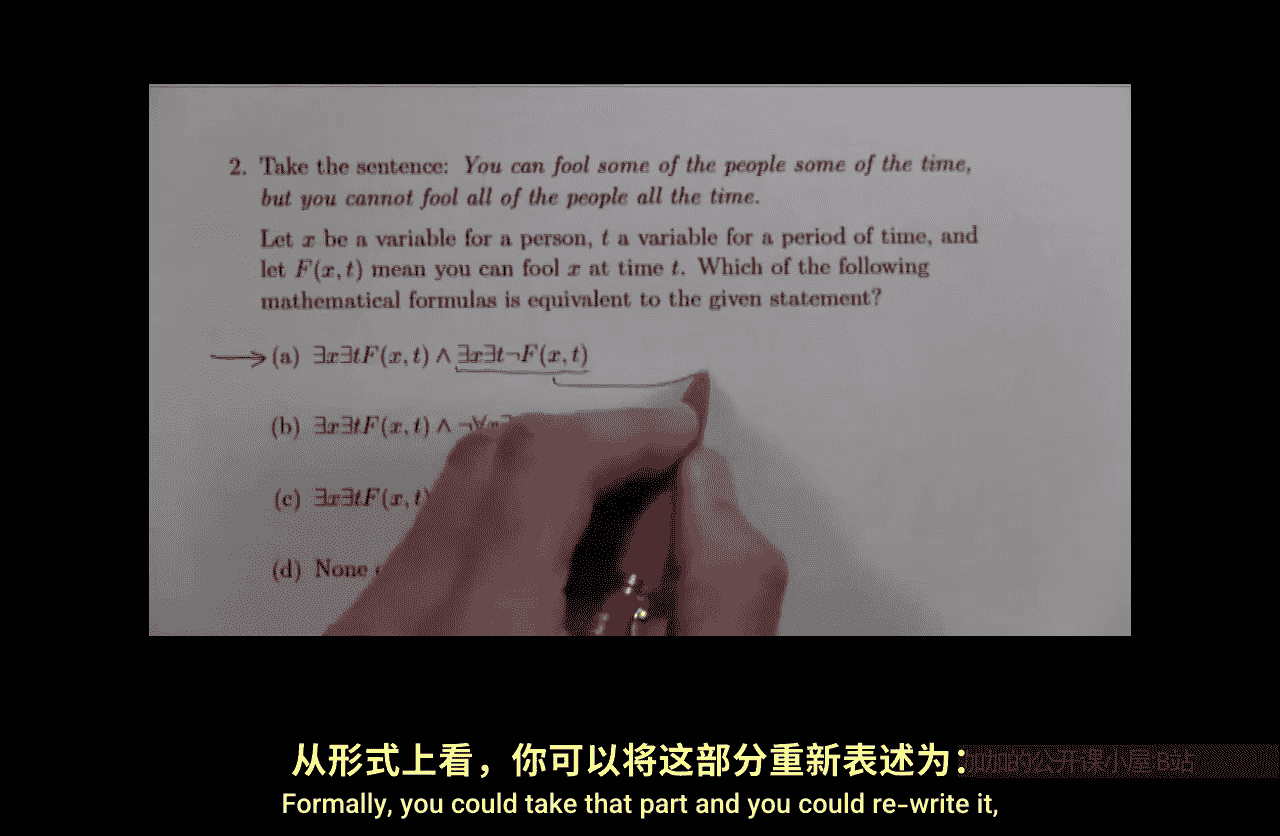 2. Take the sentence: You can fool some of the people some of the time,
but you cannot fool all of the people all the time.
Let x be a variable for a person, t a variable for a period of time, and
let F(x, t) mean you can fool x at time t. Which of the following
mathematical formulas is equivalent to the given statement?
(a) ∃x∃tF(x, t) ∧ ∃x∃t¬F(x, t)
(b) ∃x∃tF(x, t) ∧ ¬∀x∃
(c) ∃x∃tF(x, t)
(d) None
从形式上看，你可以将这部分重新表述为：
加加的公开课小屋 B站
Formally, you could take that part and you could re-write it,